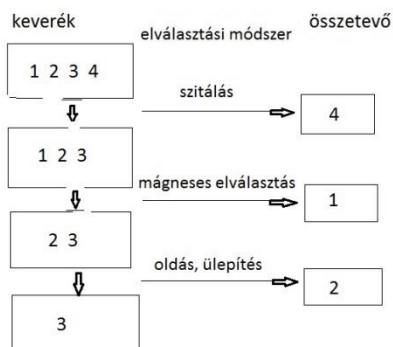 keverék elválasztási módszer összetevő
1 2 3 4
szitálás
4
1 2 3
mágneses elválasztás
1
2 3
oldás, ülepítés
2
3